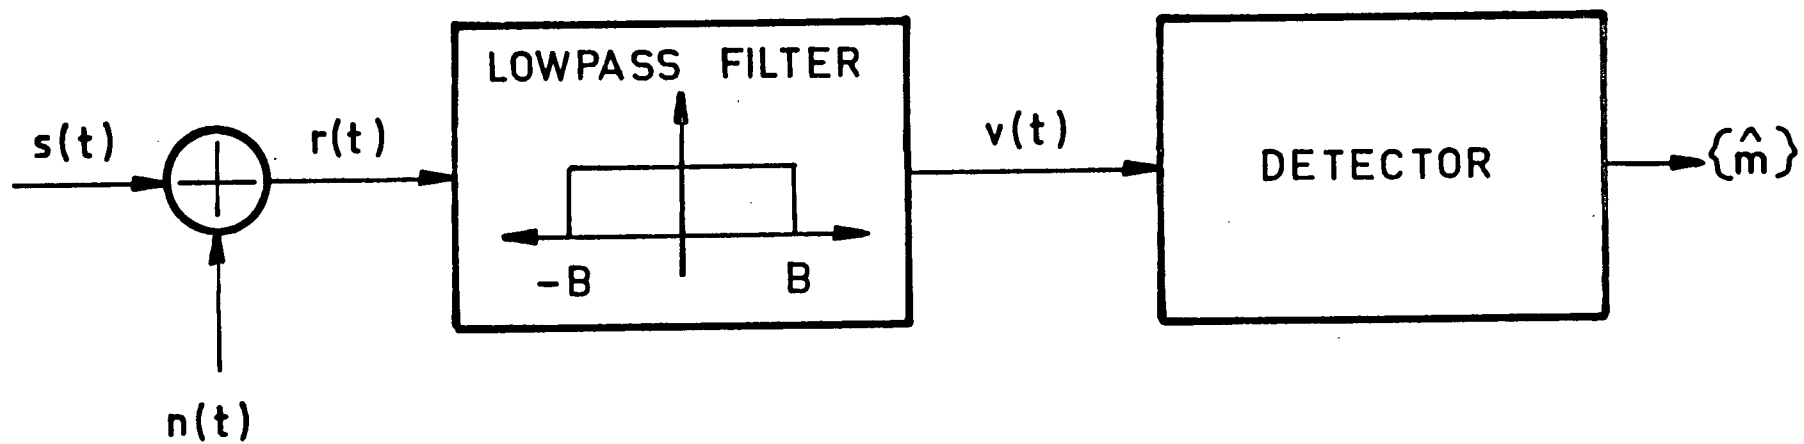 LOWPASS FILTER
s(t)
r(t)
v(t)
DETECTOR
{m̂}
-B
B
n(t)